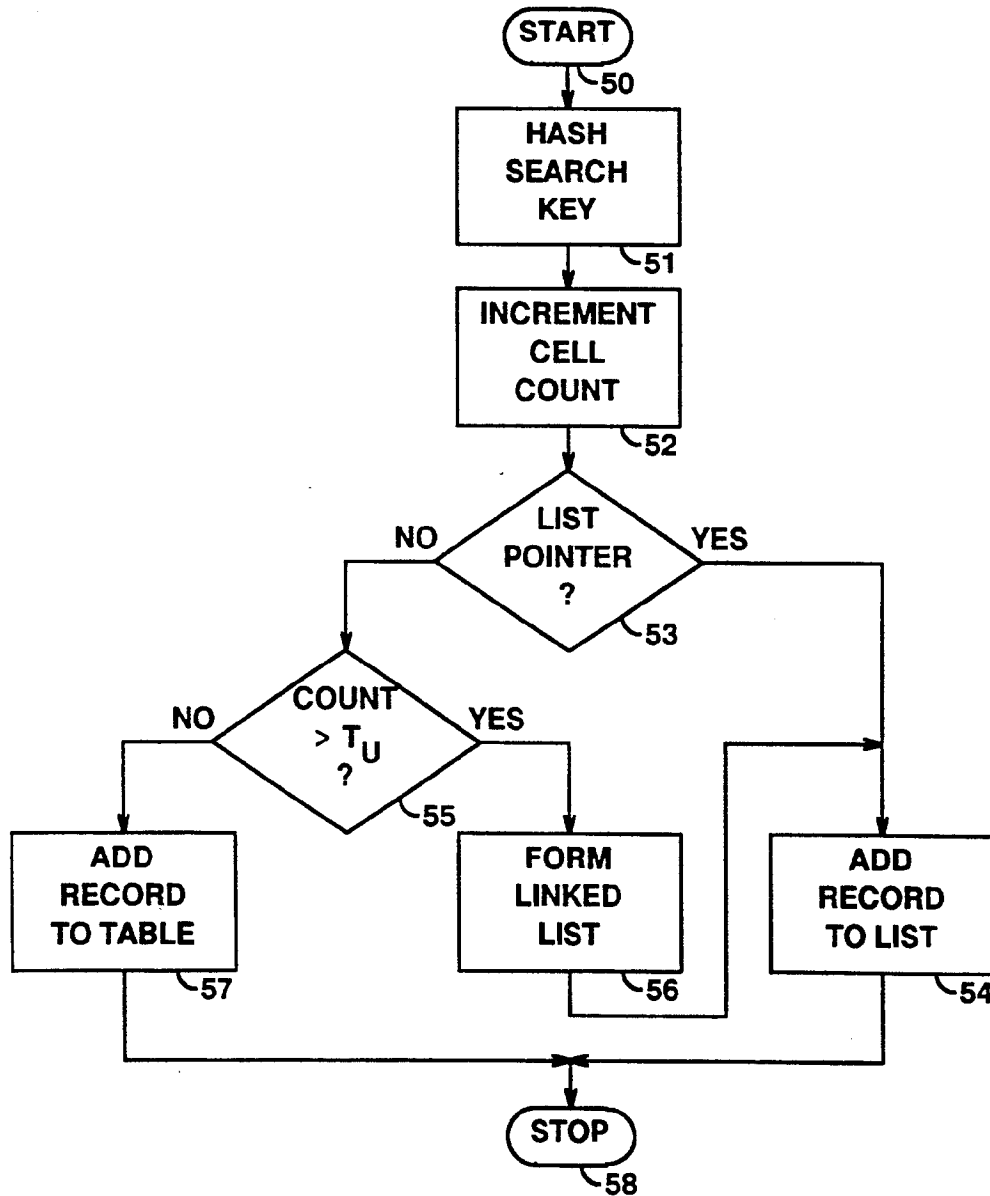 START
50
HASH
SEARCH
KEY
51
INCREMENT
CELL
COUNT
52
LIST
POINTER
?
NO
YES
53
COUNT
> TU
?
NO
YES
55
ADD
RECORD
TO TABLE
57
FORM
LINKED
LIST
56
ADD
RECORD
TO LIST
54
STOP
58